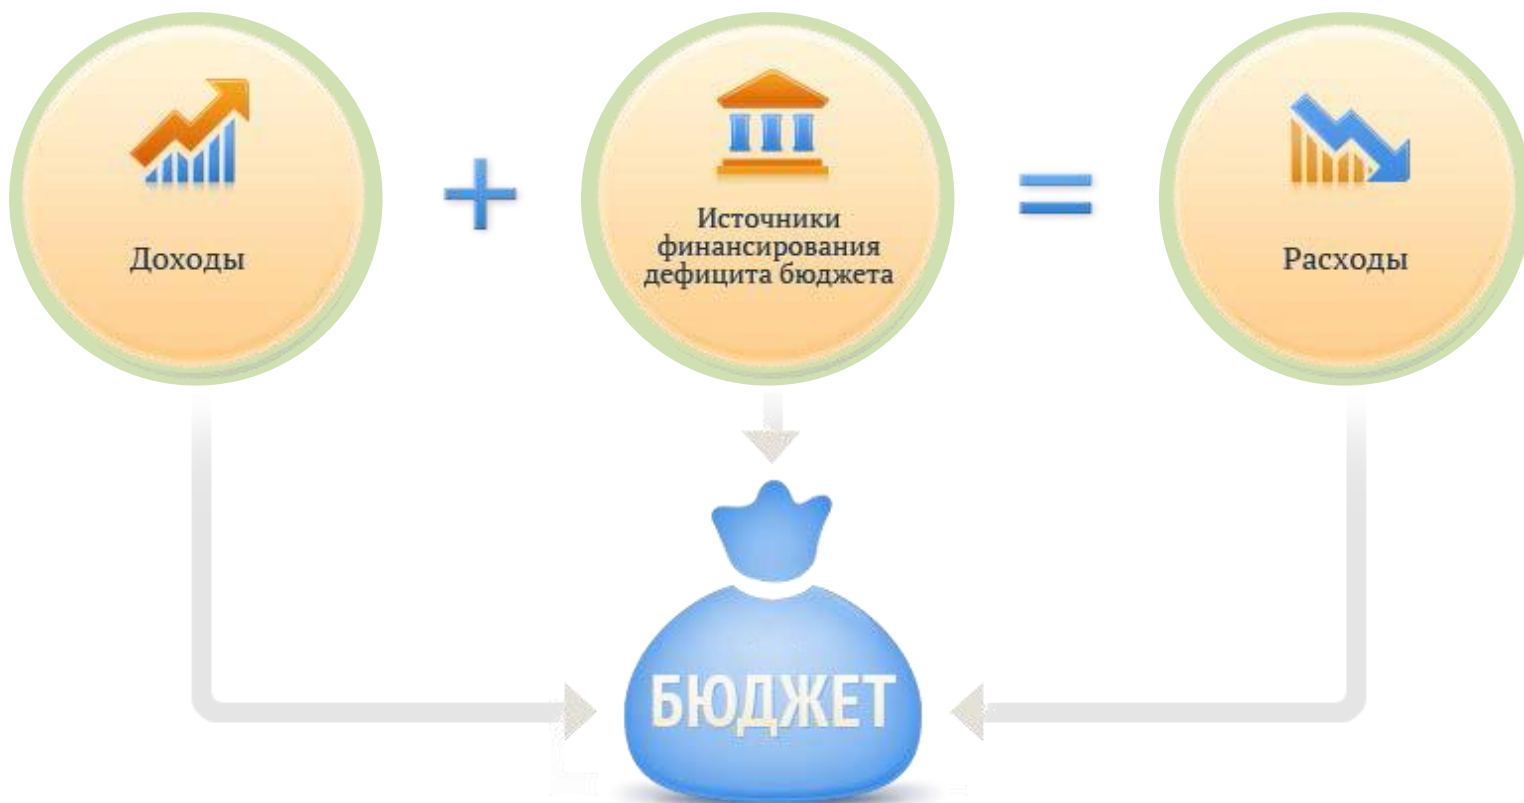 Доходы
+
Источники
финансирования
дефицита бюджета
=
Расходы
БЮДЖЕТ